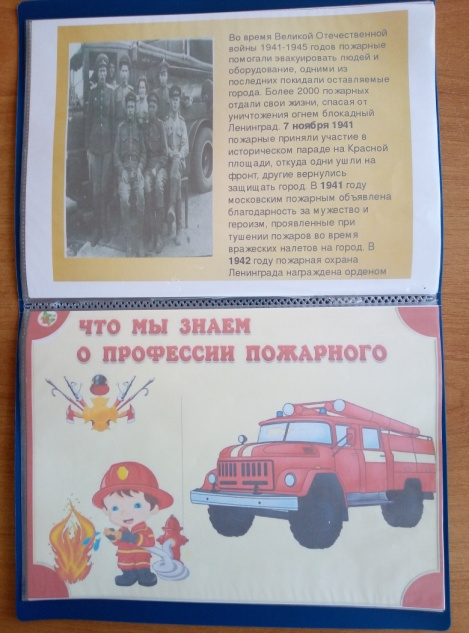 Во время Великой Отечественной
войны 1941-1945 годов пожарные
помогали эвакуировать людей и
оборудование, одними из
последних покидали оставляемые
города. Более 2000 пожарных
отдали свои жизни, спасая от
уничтожения огнем блокадный
Ленинград. 7 ноября 1941
пожарные приняли участие в
историческом параде на Красной
площади, откуда одни ушли на
фронт, другие вернулись
защищать город. В 1941 году
московским пожарным объявлена
благодарность за мужество и
героизм, проявленные при
тушении пожаров во время
вражеских налетов на город. В
1942 году пожарная охрана
Ленинграда награждена орденом
ЧТО МЫ ЗНАЕМ
О ПРОФЕССИИ ПОЖАРНОГО